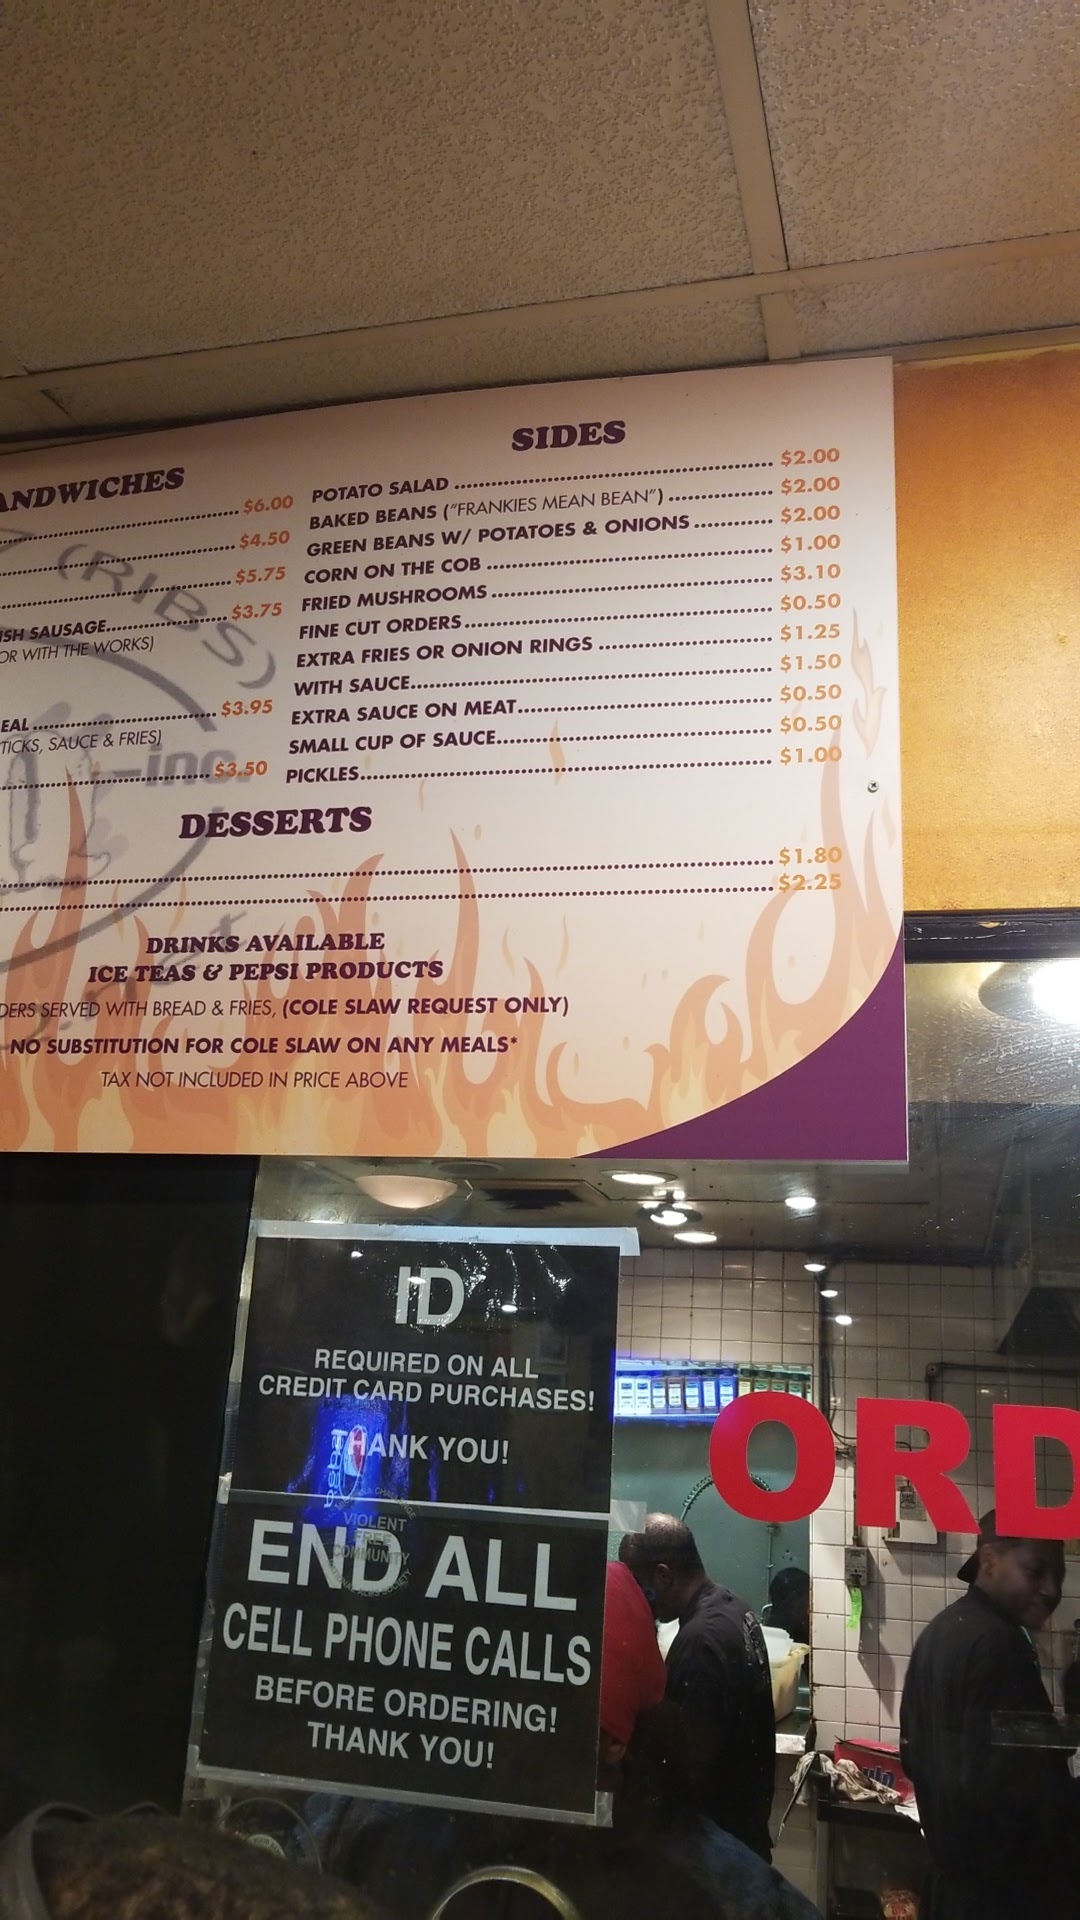 ANDWICHES
$6.00
$4.50
$5.75
ISH SAUSAGE $3.75
OR WITH THE WORKS)
EAL $3.95
TICKS, SAUCE & FRIES)
$3.50
(RIBS)
inc.
SIDES
POTATO SALAD $2.00
BAKED BEANS ("FRANKIES MEAN BEAN") $2.00
GREEN BEANS W/ POTATOES & ONIONS $2.00
CORN ON THE COB $1.00
FRIED MUSHROOMS $3.10
FINE CUT ORDERS $0.50
EXTRA FRIES OR ONION RINGS $1.25
WITH SAUCE $1.50
EXTRA SAUCE ON MEAT $0.50
SMALL CUP OF SAUCE $0.50
PICKLES $1.00
DESSERTS
$1.80
$2.25
DRINKS AVAILABLE
ICE TEAS & PEPSI PRODUCTS
DERS SERVED WITH BREAD & FRIES, (COLE SLAW REQUEST ONLY)
NO SUBSTITUTION FOR COLE SLAW ON ANY MEALS*
TAX NOT INCLUDED IN PRICE ABOVE
ID
REQUIRED ON ALL
CREDIT CARD PURCHASES!
THANK YOU!
pepsi
VIOLENT
FREE
COMMUNITY
END ALL
CELL PHONE CALLS
BEFORE ORDERING!
THANK YOU!
ORD